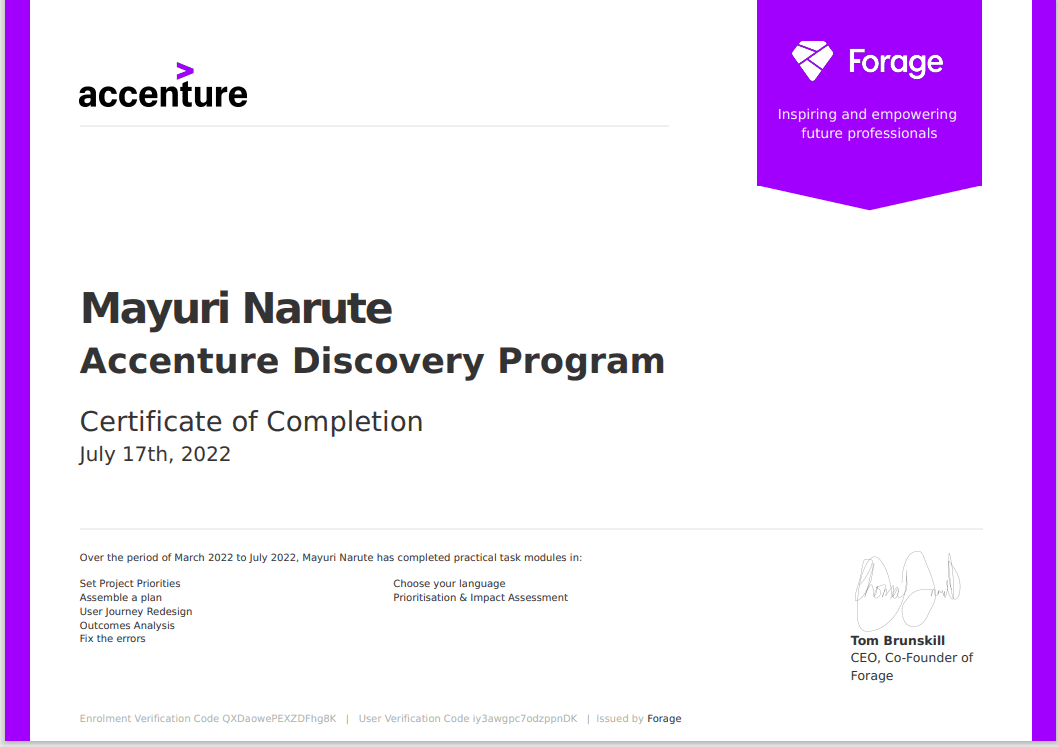 accenture
Forage
Inspiring and empowering
future professionals
Mayuri Narute
Accenture Discovery Program
Certificate of Completion
July 17th, 2022
Over the period of March 2022 to July 2022, Mayuri Narute has completed practical task modules in:
Set Project Priorities
Assemble a plan
User Journey Redesign
Outcomes Analysis
Fix the errors
Choose your language
Prioritisation & Impact Assessment
Tom Brunskill
CEO, Co-Founder of
Forage
Enrolment Verification Code QXDaowePEXZDFhg8K | User Verification Code iy3awgpc7odzppnDK | Issued by Forage